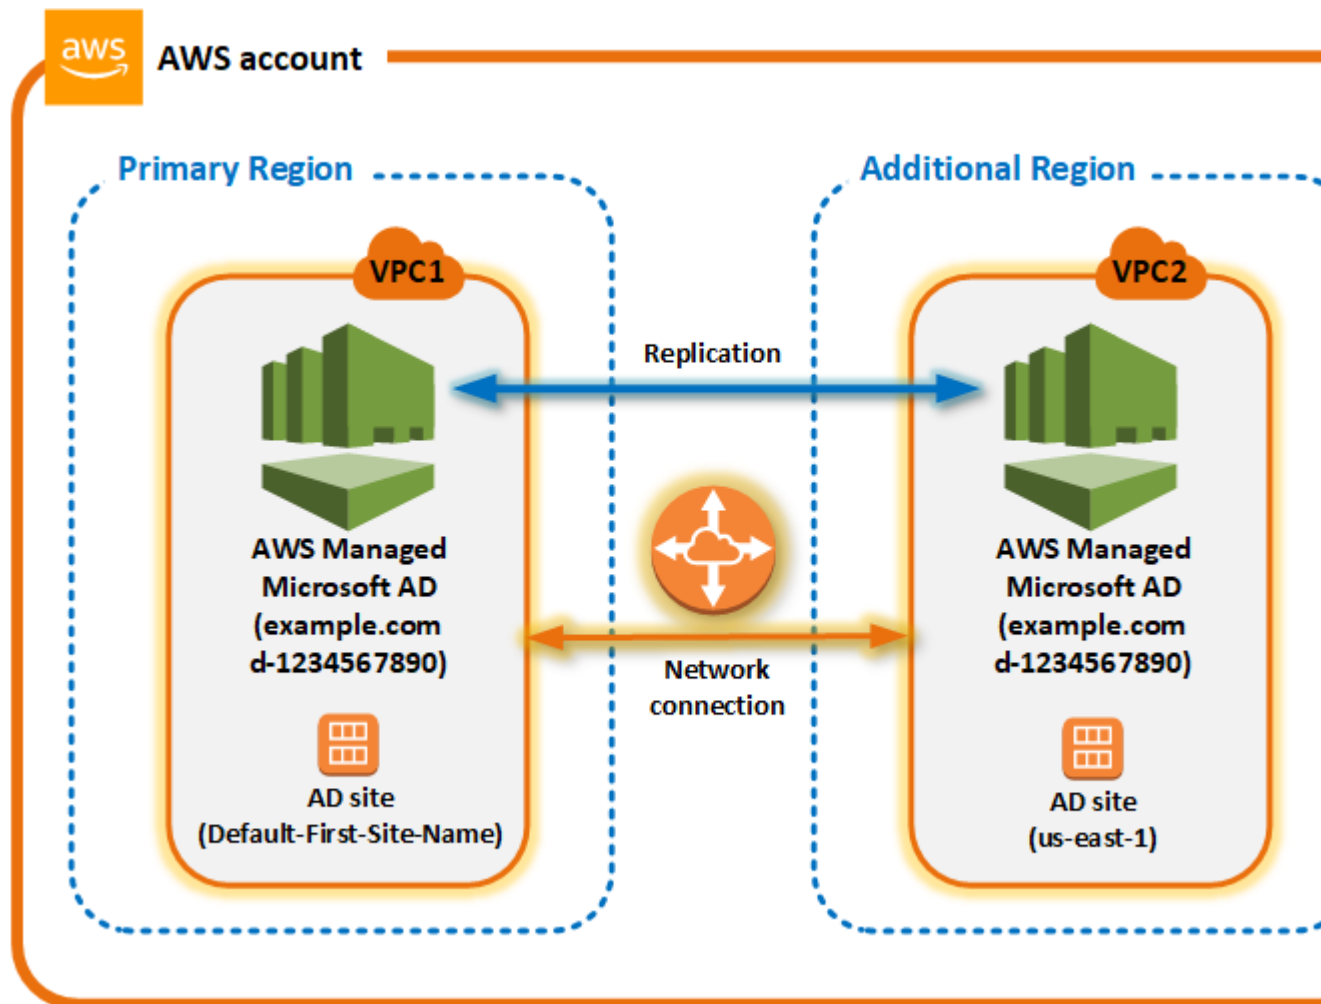 aws
AWS account
Primary Region
Additional Region
VPC1
VPC2
Replication
AWS Managed
Microsoft AD
(example.com
d-1234567890)
Network
connection
AWS Managed
Microsoft AD
(example.com
d-1234567890)
AD site
(Default-First-Site-Name)
AD site
(us-east-1)